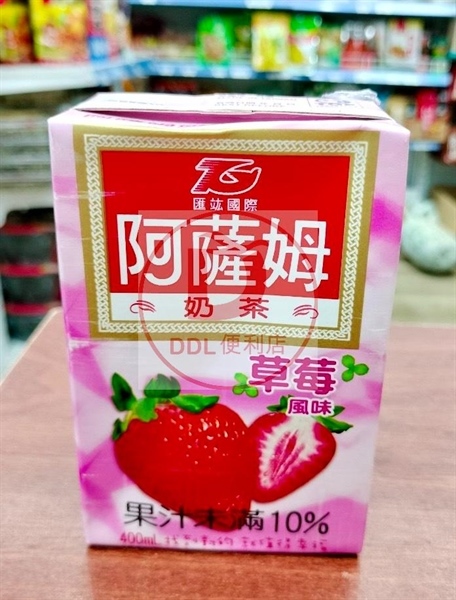 匯竑國際
阿薩姆
奶茶
DDL便利店
草莓
風味
果汁未滿10%
400mL